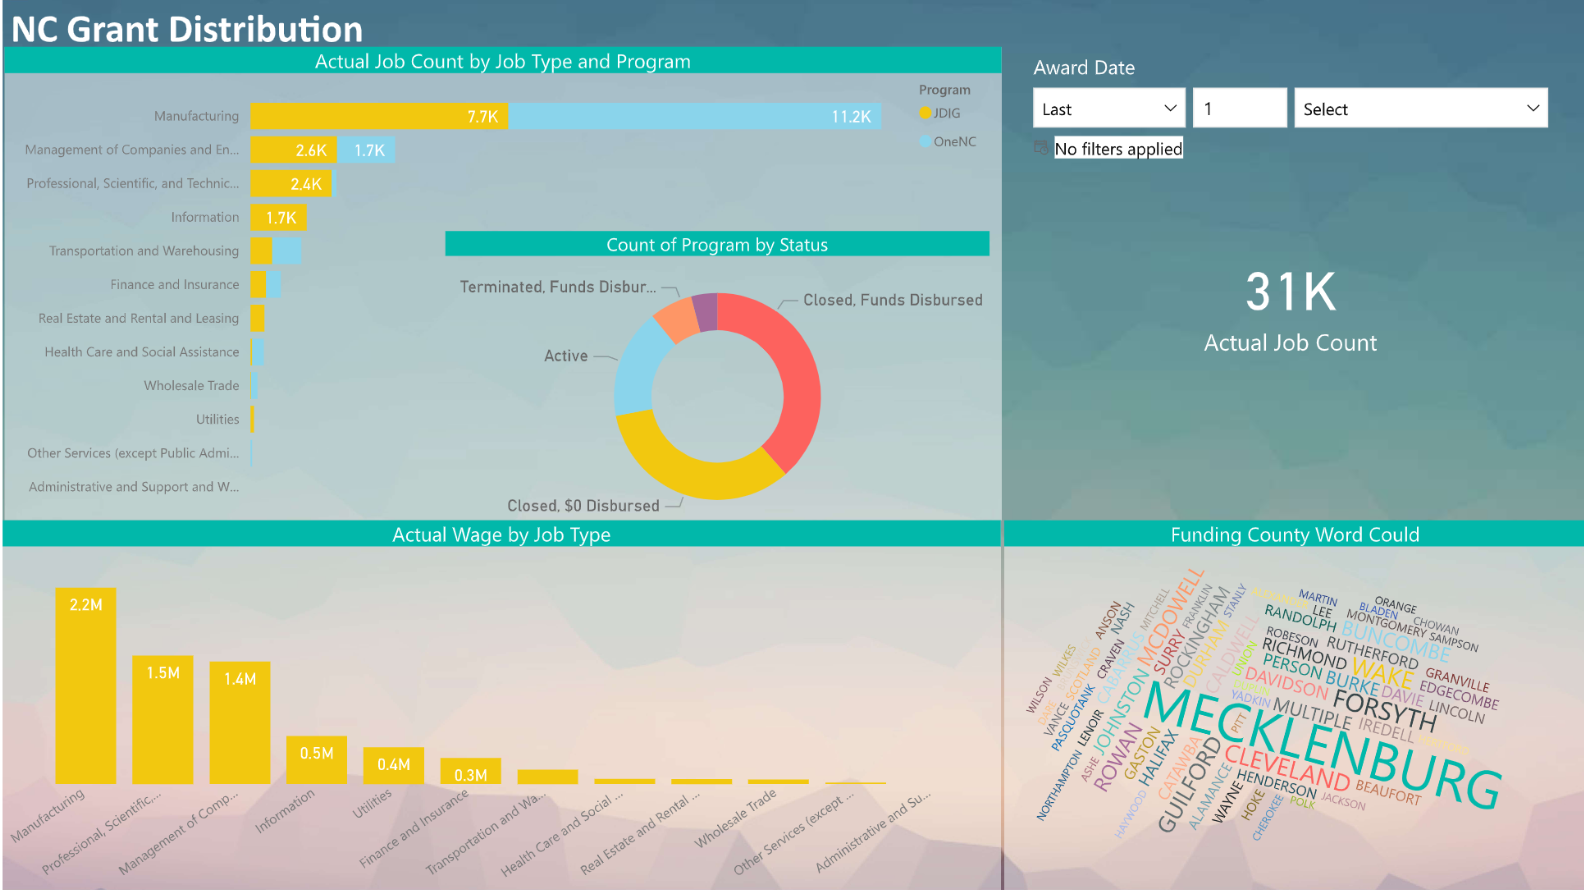 NC Grant Distribution
Actual Job Count by Job Type and Program
Program
JDIG
OneNC
Manufacturing
7.7K
11.2K
Management of Companies and En...
2.6K
1.7K
Professional, Scientific, and Technic...
2.4K
Information
1.7K
Transportation and Warehousing
Finance and Insurance
Real Estate and Rental and Leasing
Health Care and Social Assistance
Wholesale Trade
Utilities
Other Services (except Public Admi...
Administrative and Support and W...
Count of Program by Status
Terminated, Funds Disbur...
Closed, Funds Disbursed
Active
Closed, $0 Disbursed
Award Date
Last
1
Select
No filters applied
31K
Actual Job Count
Actual Wage by Job Type
2.2M
1.5M
1.4M
0.5M
0.4M
0.3M
Manufacturing
Professional, Scientific,...
Management of Comp...
Information
Utilities
Finance and Insurance
Transportation and Wa...
Health Care and Social ...
Real Estate and Rental ...
Wholesale Trade
Other Services (except ...
Administrative and Su...
Funding County Word Could
MECKLENBURG
FORSYTH
WAKE
CLEVELAND
GUILFORD
BUNCOMBE
MCDOWELL
ROCKINGHAM
DURHAM
CALDWELL
SURRY
FRANKLIN
STANLY
MITCHELL
CABARRUS
JOHNSTON
ROWAN
GASTON
HALIFAX
CATAWBA
ALAMANCE
WAYNE
HOKE
CHEROKEE
HENDERSON
POLK
JACKSON
BEAUFORT
HAYWOOD
ASHE
NORTHAMPTON
LENOIR
PASQUOTANK
VANCE
DARE
WILSON
WILKES
SCOTLAND
CRAVEN
ANSON
NASH
UNION
YADKIN
PITT
MULTIPLE
IREDELL
DAVIDSON
BURKE
DAVIE
LINCOLN
EDGECOMBE
GRANVILLE
PERSON
RICHMOND
RUTHERFORD
ROBESON
RANDOLPH
LEE
MARTIN
ALEXANDER
BLADEN
ORANGE
CHOWAN
MONTGOMERY
SAMPSON